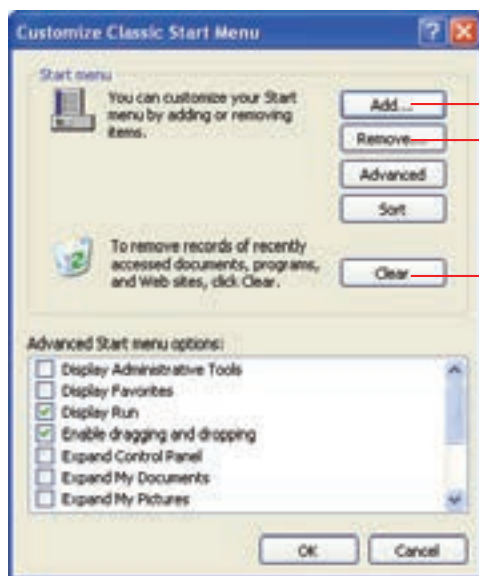 Customize Classic Start Menu
Start menu
You can customize your Start
menu by adding or removing
items.
Add...
Remove...
Advanced
Sort
To remove records of recently
accessed documents, programs,
and Web sites, click Clear.
Clear
Advanced Start menu options:
Display Administrative Tools
Display Favorites
Display Run
Enable dragging and dropping
Expand Control Panel
Expand My Documents
Expand My Pictures
OK
Cancel